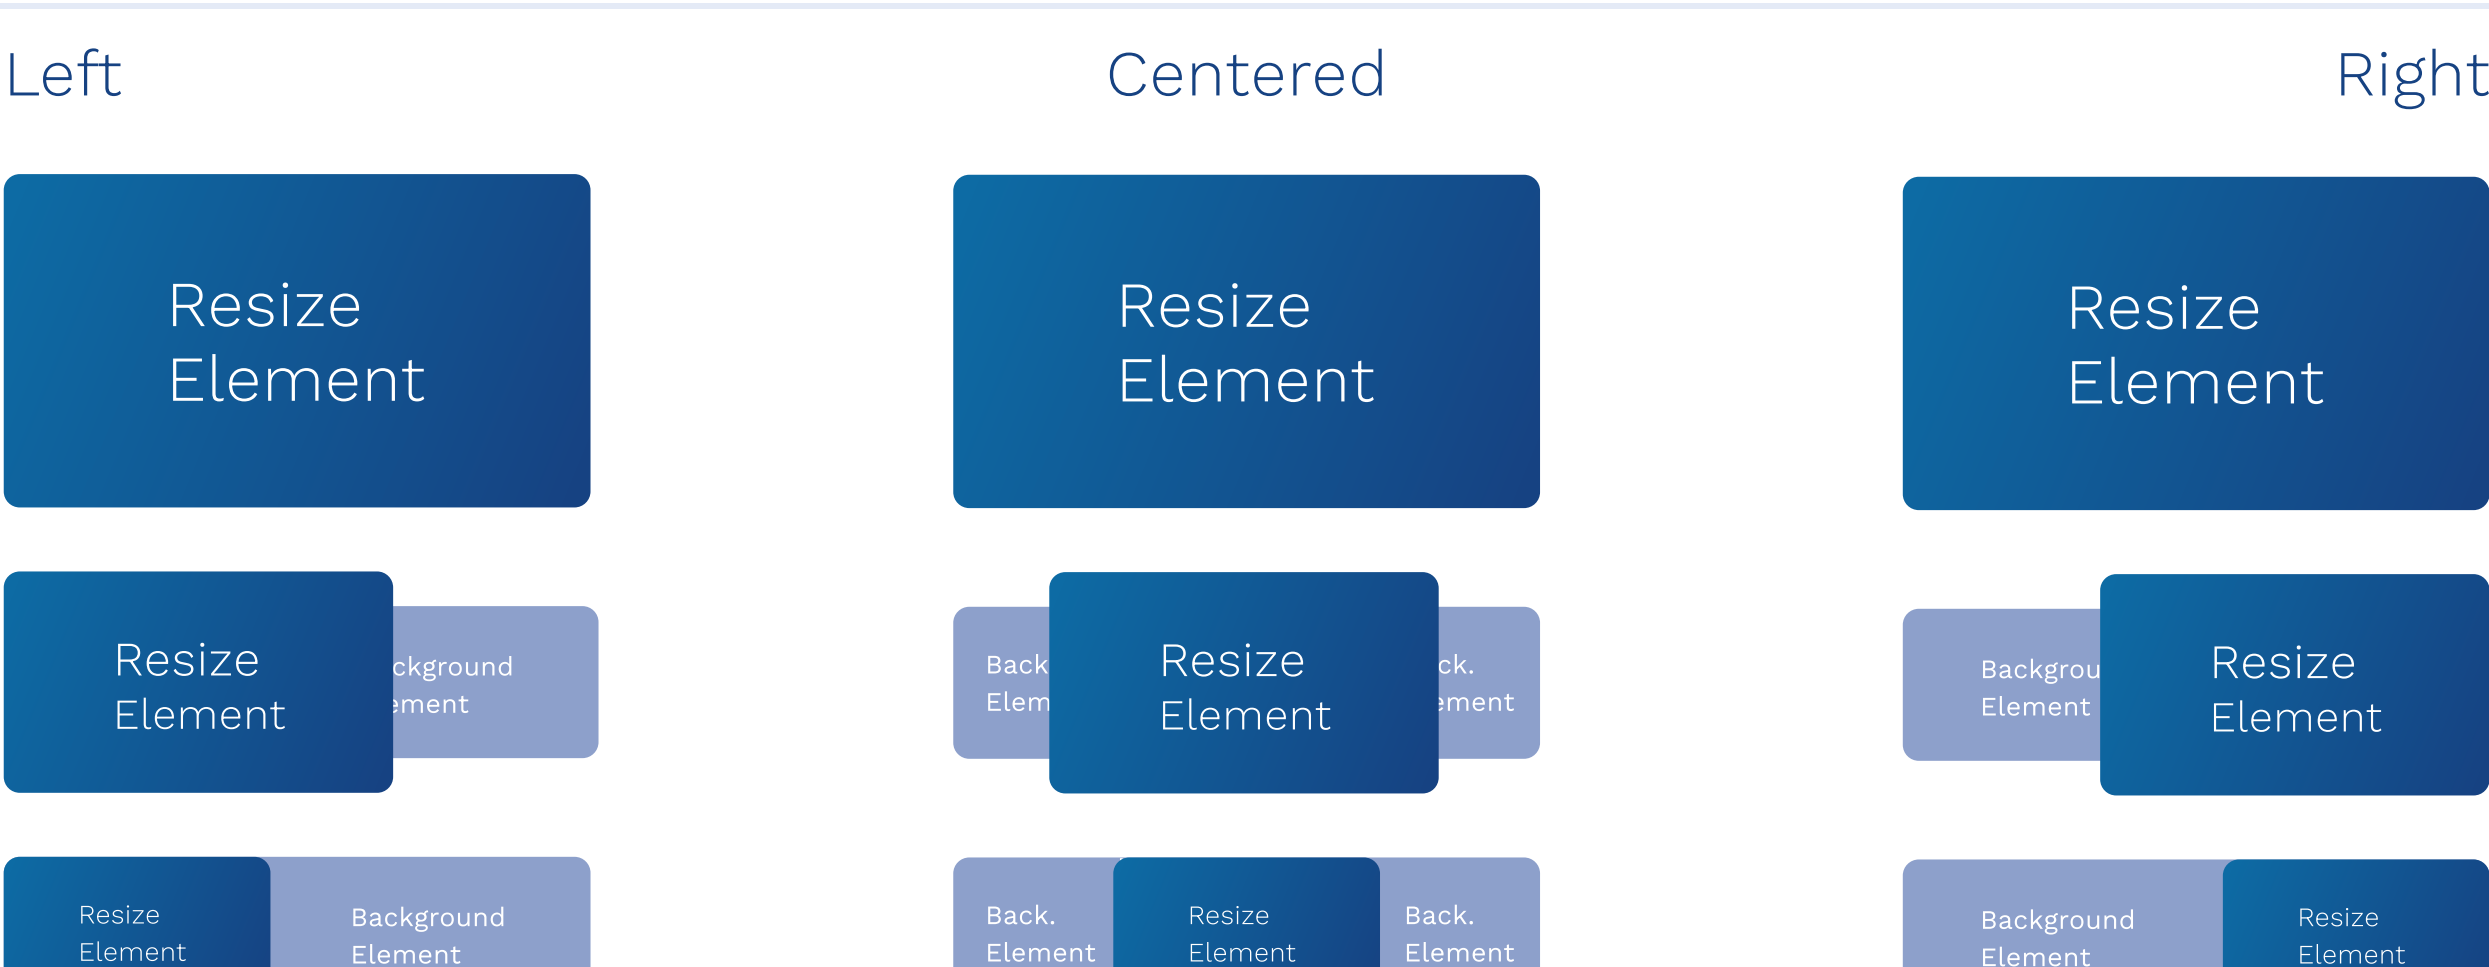 Left
Centered
Right
Resize
Element
Resize
Element
Resize
Element
Resize
Element
ckground
ement
Back
Elem
Resize
Element
ck.
ement
Backgrou
Element
Resize
Element
Resize
Element
Background
Element
Back.
Element
Resize
Element
Back.
Element
Background
Element
Resize
Element